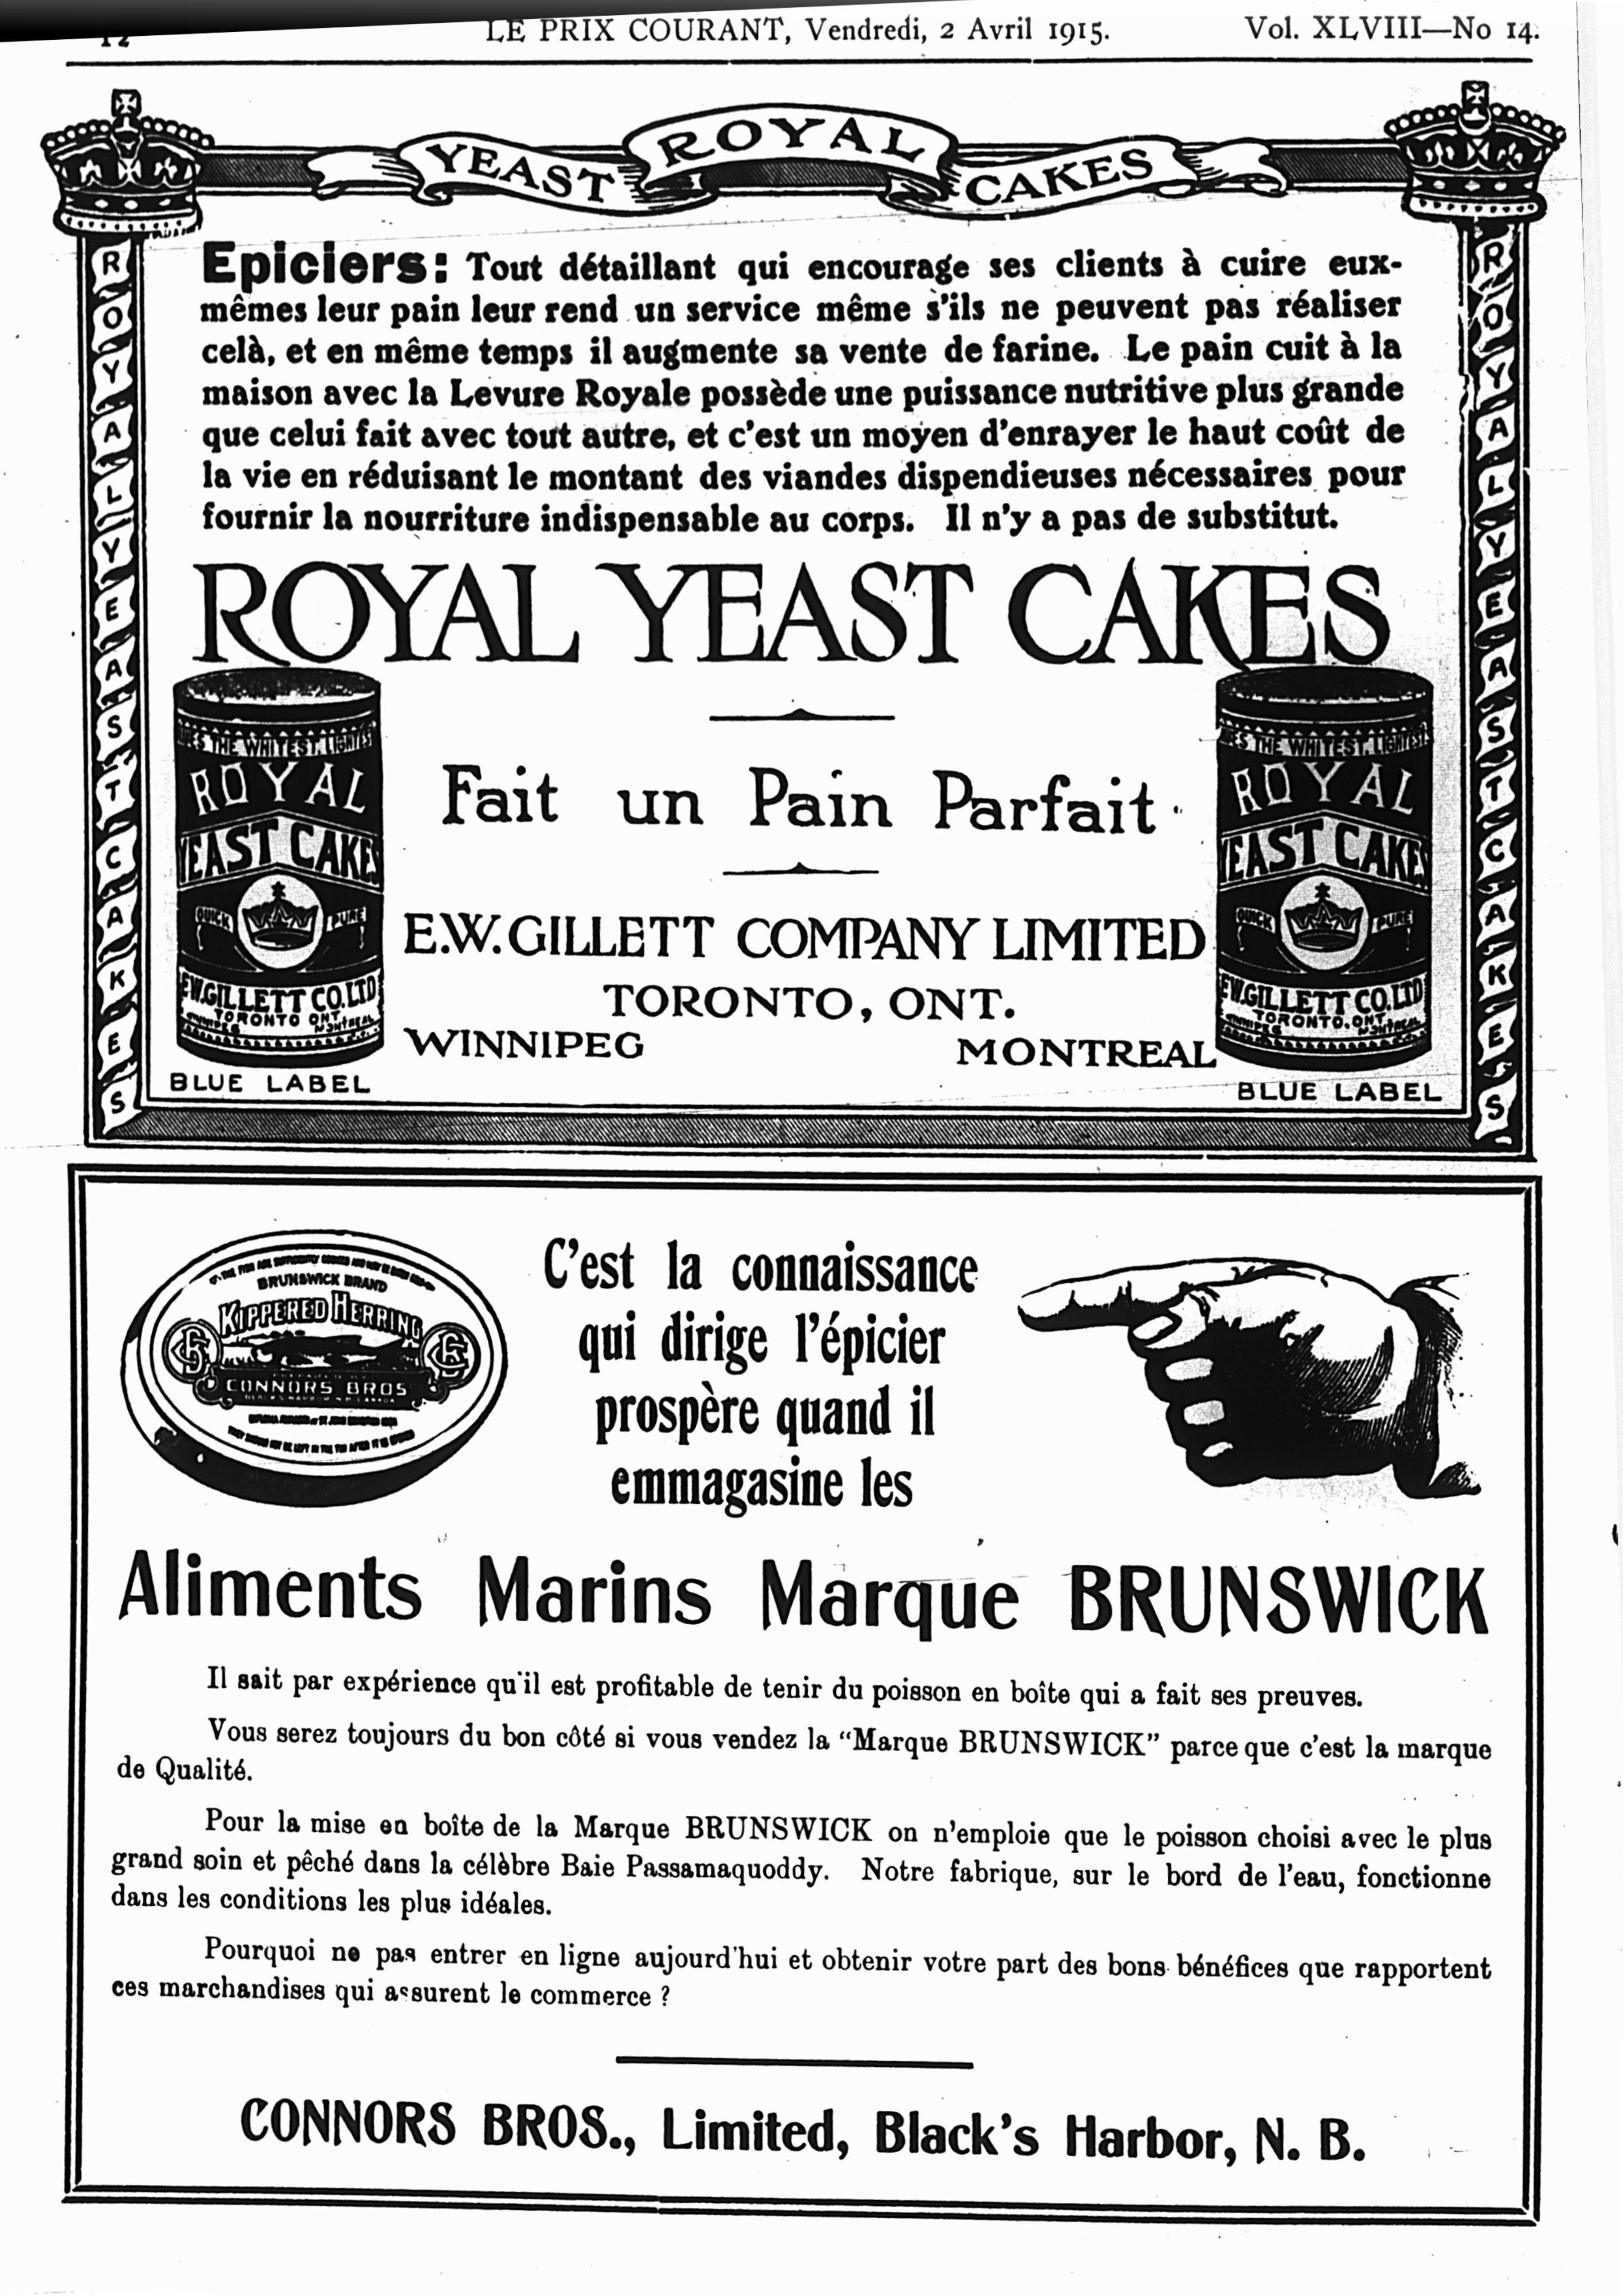 12
LE PRIX COURANT, Vendredi, 2 Avril 1915.
Vol. XLVIII—No 14.
YEAST ROYAL CAKES
ROYAL YEAST CAKES
ROYAL YEAST CAKES
Epiciers: Tout détaillant qui encourage ses clients à cuire eux-
mêmes leur pain leur rend un service même s'ils ne peuvent pas réaliser
celà, et en même temps il augmente sa vente de farine. Le pain cuit à la
maison avec la Levure Royale possède une puissance nutritive plus grande
que celui fait avec tout autre, et c'est un moyen d'enrayer le haut coût de
la vie en réduisant le montant des viandes dispendieuses nécessaires pour
fournir la nourriture indispensable au corps. Il n'y a pas de substitut.
ROYAL YEAST CAKES
THE WHITEST, LIGHTEST
ROYAL
YEAST CAKES
QUICK PURE
E.W. GILLETT CO. LTD
TORONTO ONT.
WINNIPEG MONTREAL
BLUE LABEL
Fait un Pain Parfait
E.W. GILLETT COMPANY LIMITED
TORONTO, ONT.
WINNIPEG MONTREAL
THE WHITEST, LIGHTEST
ROYAL
YEAST CAKES
QUICK PURE
E.W. GILLETT CO. LTD
TORONTO, ONT.
WINNIPEG MONTREAL
BLUE LABEL
BRUNSWICK BRAND
KIPPERED HERRING
CONNORS BROS
C'est la connaissance
qui dirige l'épicier
prospère quand il
emmagasine les
Aliments Marins Marque BRUNSWICK
Il sait par expérience qu'il est profitable de tenir du poisson en boîte qui a fait ses preuves.
Vous serez toujours du bon côté si vous vendez la "Marque BRUNSWICK" parce que c'est la marque
de Qualité.
Pour la mise en boîte de la Marque BRUNSWICK on n'emploie que le poisson choisi avec le plus
grand soin et pêché dans la célèbre Baie Passamaquoddy. Notre fabrique, sur le bord de l'eau, fonctionne
dans les conditions les plus idéales.
Pourquoi ne pas entrer en ligne aujourd'hui et obtenir votre part des bons bénéfices que rapportent
ces marchandises qui assurent le commerce ?
CONNORS BROS., Limited, Black's Harbor, N. B.